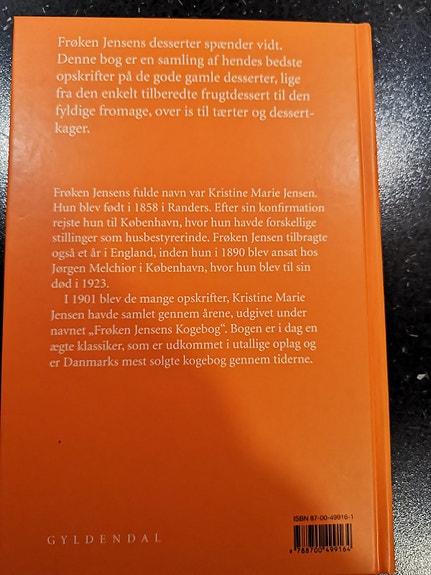 Frøken Jensens desserter spænder vidt.
Denne bog er en samling af hendes bedste
opskrifter på de gode gamle desserter, lige
fra den enkelt tilberedte frugtdessert til den
fyldige fromage, over is til tærter og dessert-
kager.
Frøken Jensens fulde navn var Kristine Marie Jensen.
Hun blev født i 1858 i Randers. Efter sin konfirmation
rejste hun til København, hvor hun havde forskellige
stillinger som husbestyrerinde. Frøken Jensen tilbragte
også et år i England, inden hun i 1890 blev ansat hos
Jørgen Melchior i København, hvor hun blev til sin
død i 1923.
I 1901 blev de mange opskrifter, Kristine Marie
Jensen havde samlet gennem årene, udgivet under
navnet „Frøken Jensens Kogebog“. Bogen er i dag en
ægte klassiker, som er udkommet i utallige oplag og
er Danmarks mest solgte kogebog gennem tiderne.
ISBN 87-00-49916-1
9 788700 499164
GYLDENDAL